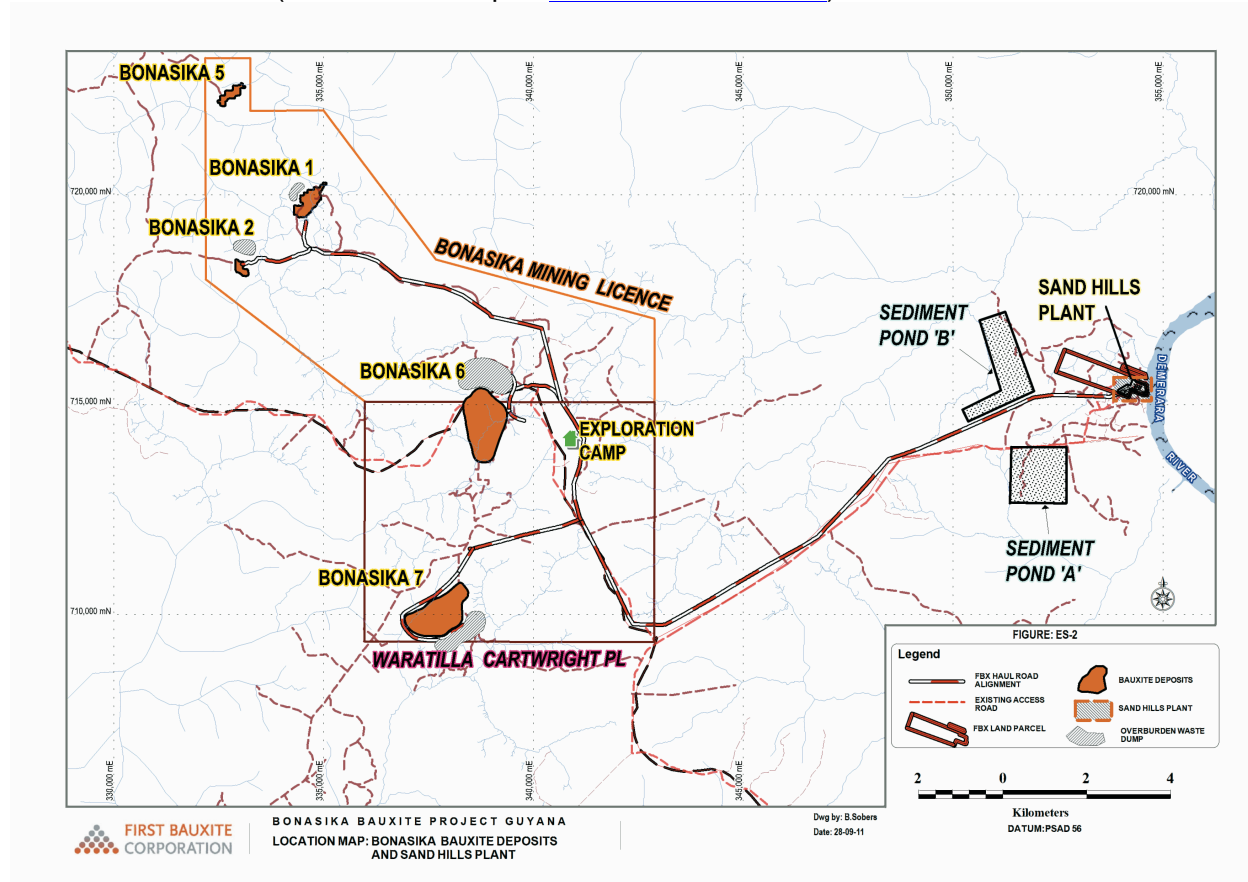 BONASIKA 5
335,000 mE
340,000 mE
345,000 mE
350,000 mE
355,000 mE
BONASIKA 1
720,000 mN
720,000 mN
BONASIKA 2
BONASIKA MINING LICENCE
SAND HILLS
PLANT
SEDIMENT
POND 'B'
DEMERARA
RIVER
BONASIKA 6
715,000 mN
EXPLORATION
CAMP
SEDIMENT
POND 'A'
BONASIKA 7
710,000 mN
WARATILLA CARTWRIGHT PL
330,000 mE
335,000 mE
340,000 mE
345,000 mE
FIGURE: ES-2
Legend
FBX HAUL ROAD
ALIGNMENT
EXISTING ACCESS
ROAD
FBX LAND PARCEL
BAUXITE DEPOSITS
SAND HILLS PLANT
OVERBURDEN WASTE
DUMP
2 0 2 4
Kilometers
DATUM:PSAD 56
FIRST BAUXITE
CORPORATION
BONASIKA BAUXITE PROJECT GUYANA
LOCATION MAP: BONASIKA BAUXITE DEPOSITS
AND SAND HILLS PLANT
Dwg by: B.Sobers
Date: 28-09-11